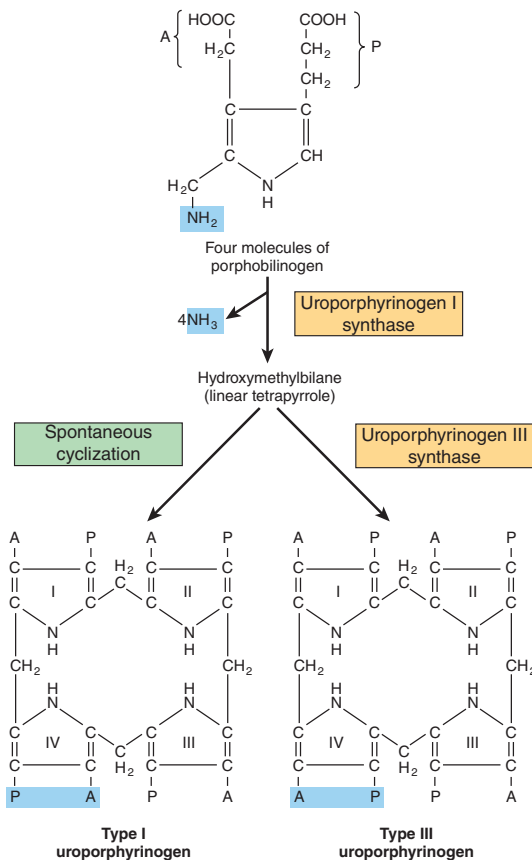 HOOC COOH
A H2C CH2 P
CH2
C C
C CH
H2C N
H
NH2
Four molecules of
porphobilinogen
4NH3
Uroporphyrinogen I
synthase
Hydroxymethylbilane
(linear tetrapyrrole)
Spontaneous
cyclization
Uroporphyrinogen III
synthase
A P A P A P A P
C C H2 C C C C H2 C C
I C II I C II
C C C C C C C C
N N N N
H H H H
CH2 CH2 CH2 CH2
H H H H
N N N N
C C C C C C C C
IV C III IV C III
C C H2 C C C C H2 C C
P A P A A P P A
Type I
uroporphyrinogen
Type III
uroporphyrinogen